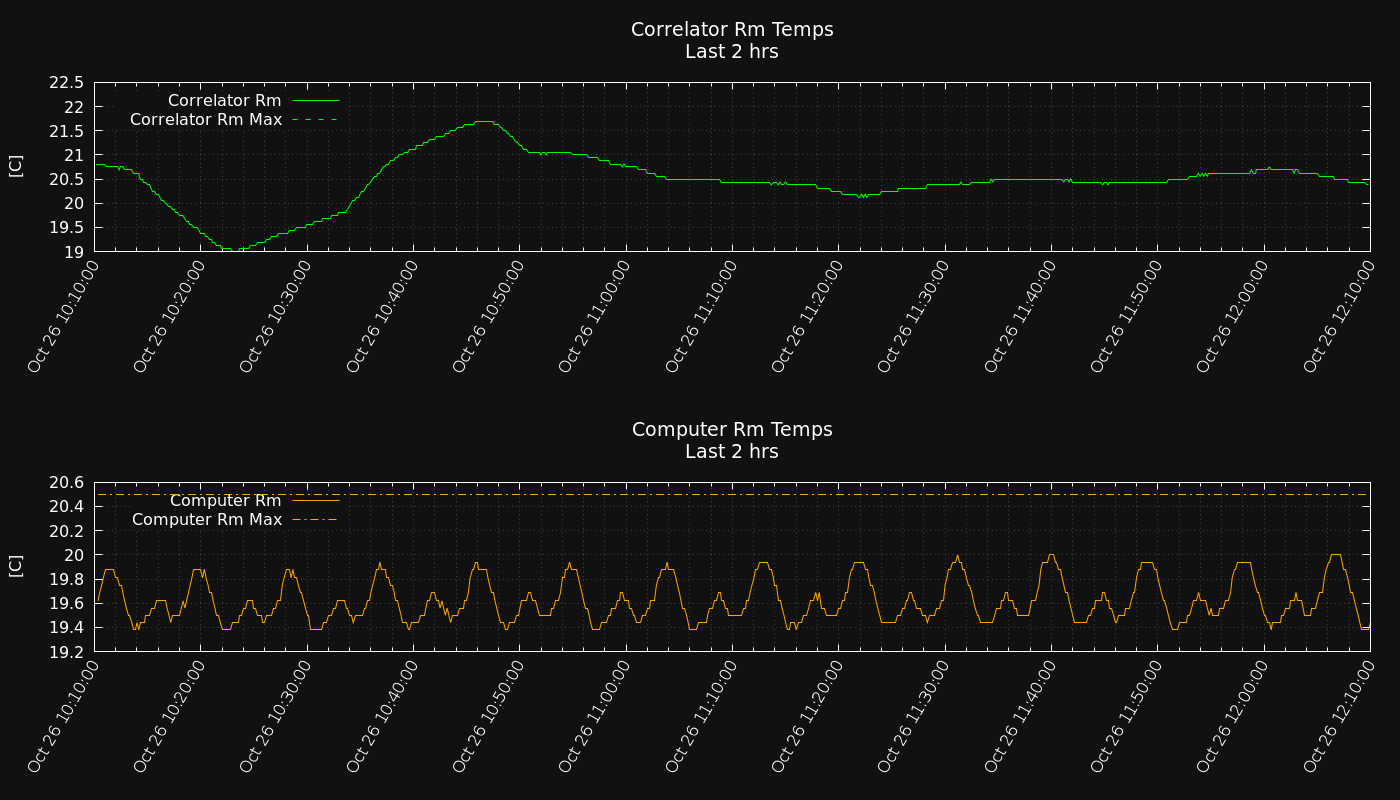 Correlator Rm Temps
Last 2 hrs
22.5
22
21.5
21
20.5
20
19.5
19
[C]
Correlator Rm
Correlator Rm Max
Oct 26 10:10:00
Oct 26 10:20:00
Oct 26 10:30:00
Oct 26 10:40:00
Oct 26 10:50:00
Oct 26 11:00:00
Oct 26 11:10:00
Oct 26 11:20:00
Oct 26 11:30:00
Oct 26 11:40:00
Oct 26 11:50:00
Oct 26 12:00:00
Oct 26 12:10:00
Computer Rm Temps
Last 2 hrs
20.6
20.4
20.2
20
19.8
19.6
19.4
19.2
[C]
Computer Rm
Computer Rm Max
Oct 26 10:10:00
Oct 26 10:20:00
Oct 26 10:30:00
Oct 26 10:40:00
Oct 26 10:50:00
Oct 26 11:00:00
Oct 26 11:10:00
Oct 26 11:20:00
Oct 26 11:30:00
Oct 26 11:40:00
Oct 26 11:50:00
Oct 26 12:00:00
Oct 26 12:10:00